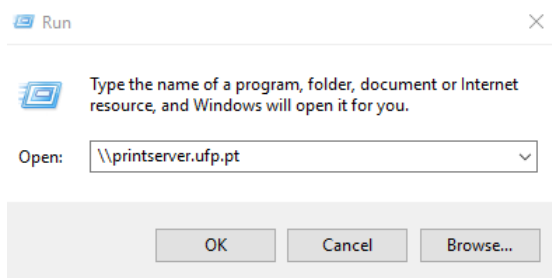 Run
Type the name of a program, folder, document or Internet
resource, and Windows will open it for you.
Open: \\printserver.ufp.pt
OK Cancel Browse...